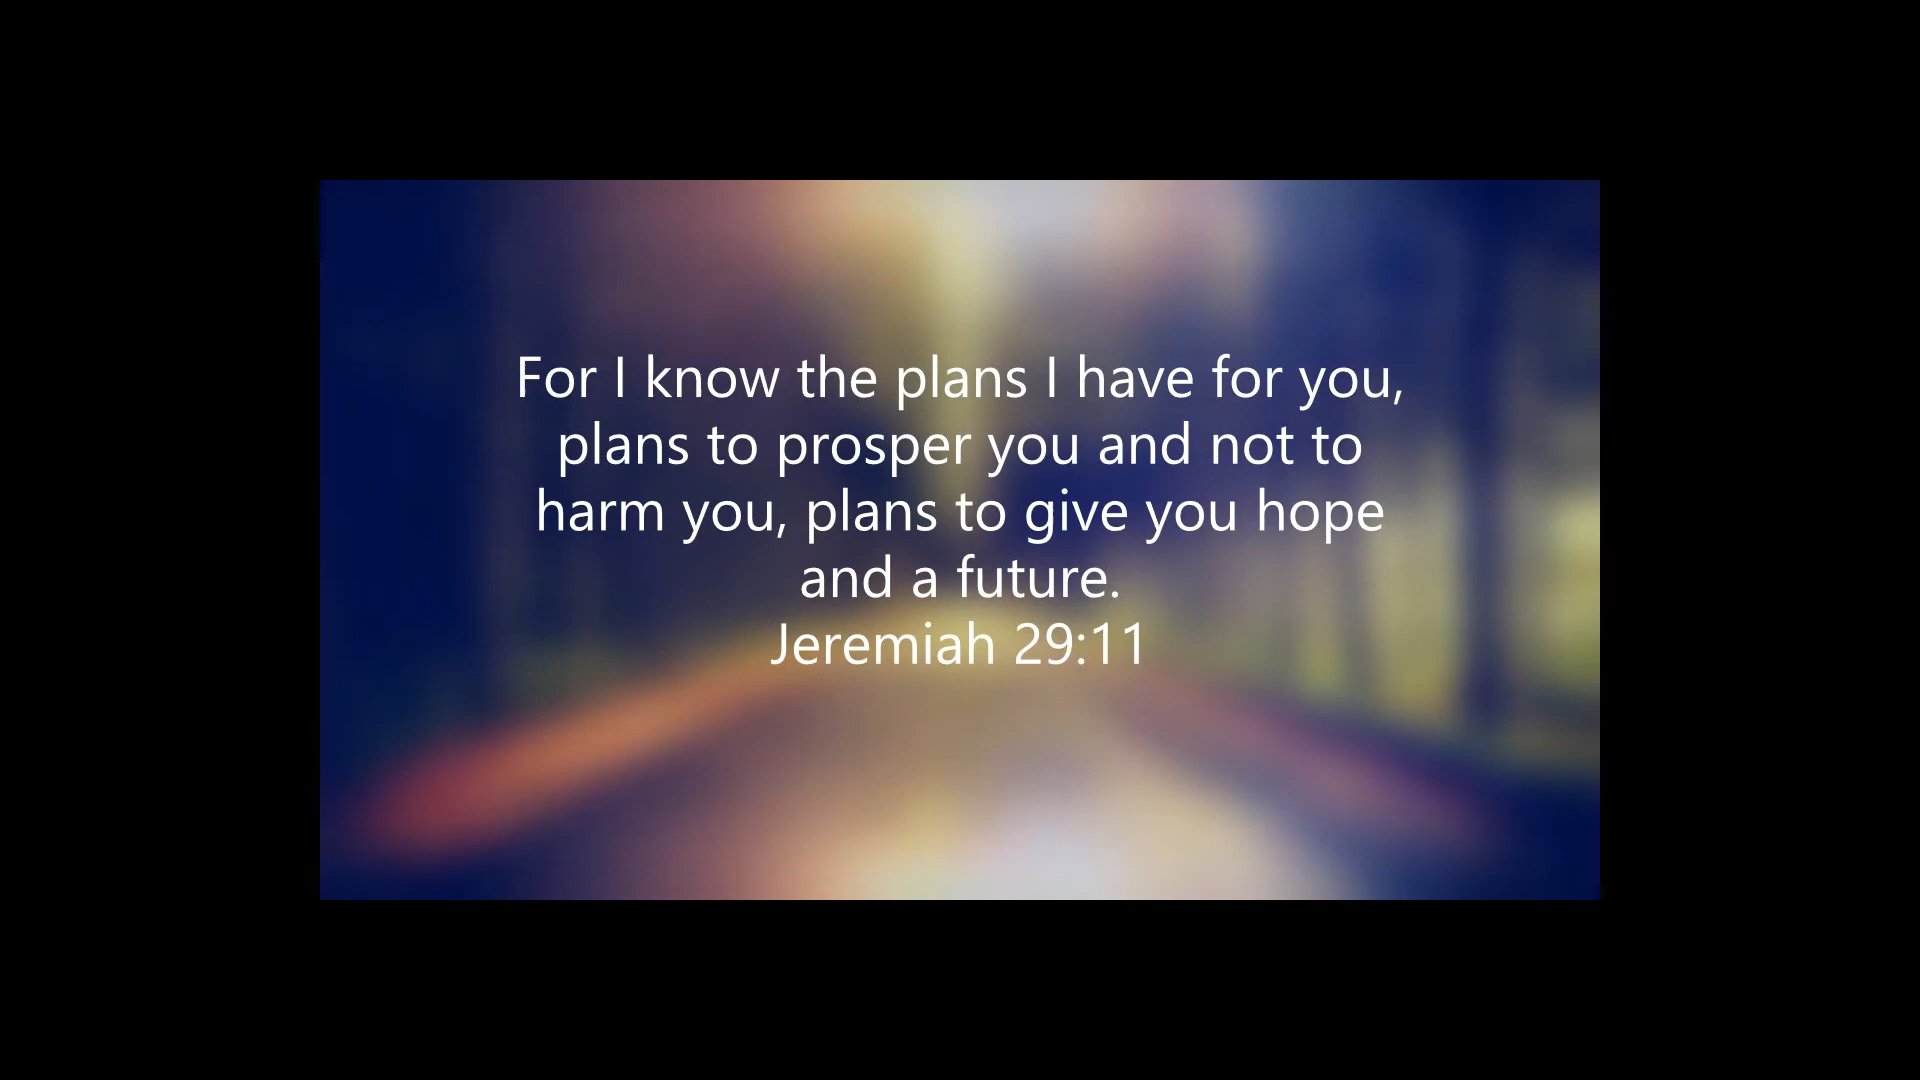 For I know the plans I have for you,
plans to prosper you and not to
harm you, plans to give you hope
and a future.
Jeremiah 29:11